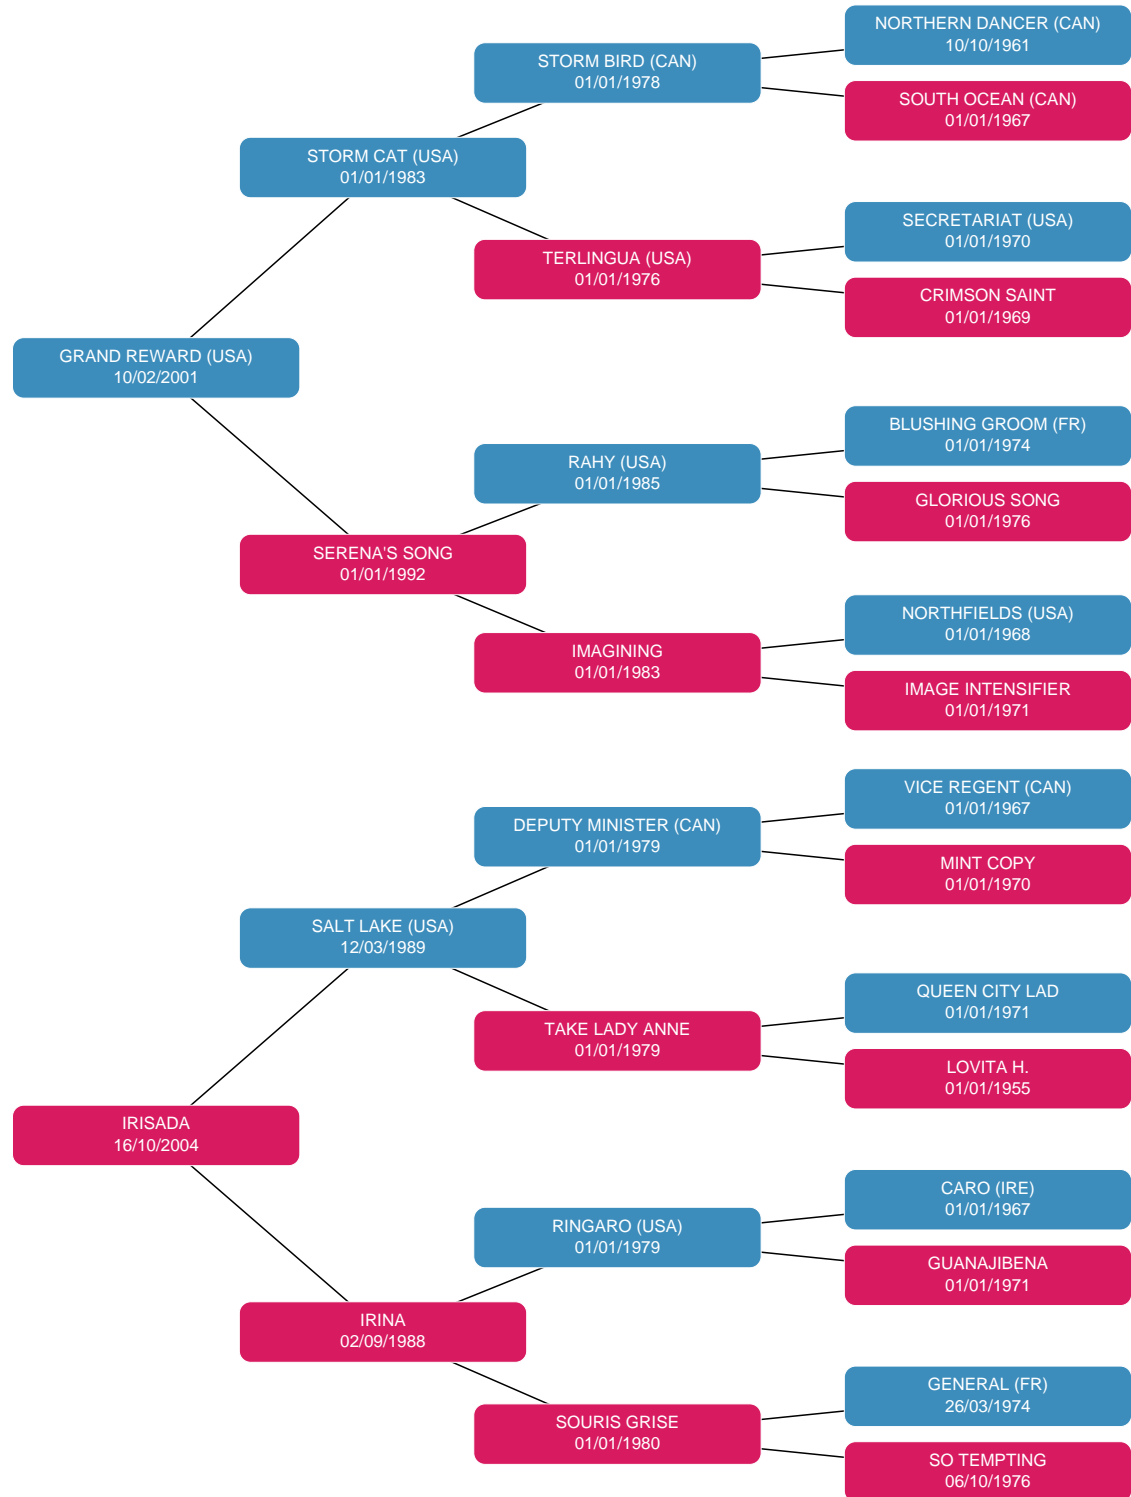 NORTHERN DANCER (CAN)
10/10/1961
STORM BIRD (CAN)
01/01/1978
SOUTH OCEAN (CAN)
01/01/1967
STORM CAT (USA)
01/01/1983
SECRETARIAT (USA)
01/01/1970
TERLINGUA (USA)
01/01/1976
CRIMSON SAINT
01/01/1969
GRAND REWARD (USA)
10/02/2001
BLUSHING GROOM (FR)
01/01/1974
RAHY (USA)
01/01/1985
GLORIOUS SONG
01/01/1976
SERENA'S SONG
01/01/1992
NORTHFIELDS (USA)
01/01/1968
IMAGINING
01/01/1983
IMAGE INTENSIFIER
01/01/1971
VICE REGENT (CAN)
01/01/1967
DEPUTY MINISTER (CAN)
01/01/1979
MINT COPY
01/01/1970
SALT LAKE (USA)
12/03/1989
QUEEN CITY LAD
01/01/1971
TAKE LADY ANNE
01/01/1979
LOVITA H.
01/01/1955
IRISADA
16/10/2004
CARO (IRE)
01/01/1967
RINGARO (USA)
01/01/1979
GUANAJIBENA
01/01/1971
IRINA
02/09/1988
GENERAL (FR)
26/03/1974
SOURIS GRISE
01/01/1980
SO TEMPTING
06/10/1976